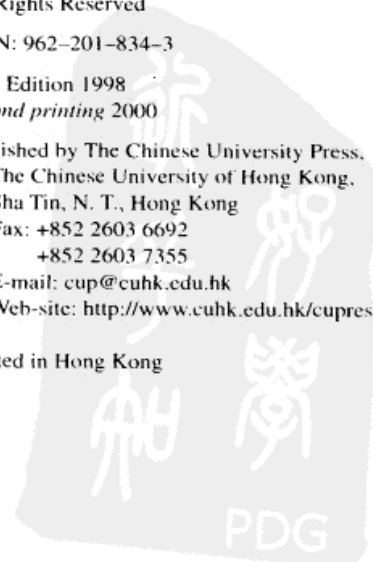 Rights Reserved
N: 962–201–834–3
Edition 1998
nd printing 2000
ished by The Chinese University Press,
The Chinese University of Hong Kong,
Sha Tin, N. T., Hong Kong
Fax: +852 2603 6692
+852 2603 7355
E-mail: cup@cuhk.edu.hk
Web-site: http://www.cuhk.edu.hk/cupres
ted in Hong Kong
PDG